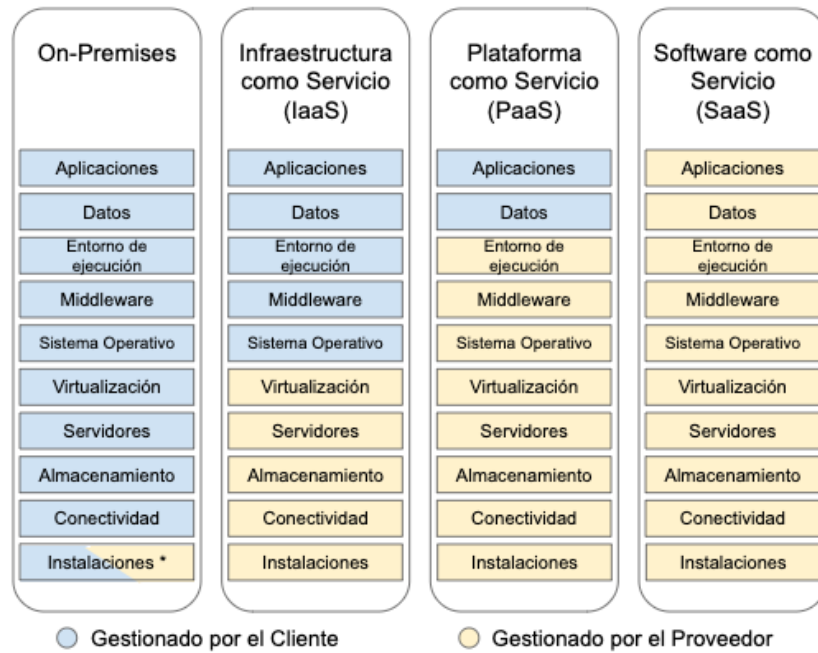 On-Premises
Aplicaciones
Datos
Entorno de
ejecución
Middleware
Sistema Operativo
Virtualización
Servidores
Almacenamiento
Conectividad
Instalaciones *
Infraestructura
como Servicio
(IaaS)
Aplicaciones
Datos
Entorno de
ejecución
Middleware
Sistema Operativo
Virtualización
Servidores
Almacenamiento
Conectividad
Instalaciones
Plataforma
como Servicio
(PaaS)
Aplicaciones
Datos
Entorno de
ejecución
Middleware
Sistema Operativo
Virtualización
Servidores
Almacenamiento
Conectividad
Instalaciones
Software como
Servicio
(SaaS)
Aplicaciones
Datos
Entorno de
ejecución
Middleware
Sistema Operativo
Virtualización
Servidores
Almacenamiento
Conectividad
Instalaciones
Gestionado por el Cliente
Gestionado por el Proveedor